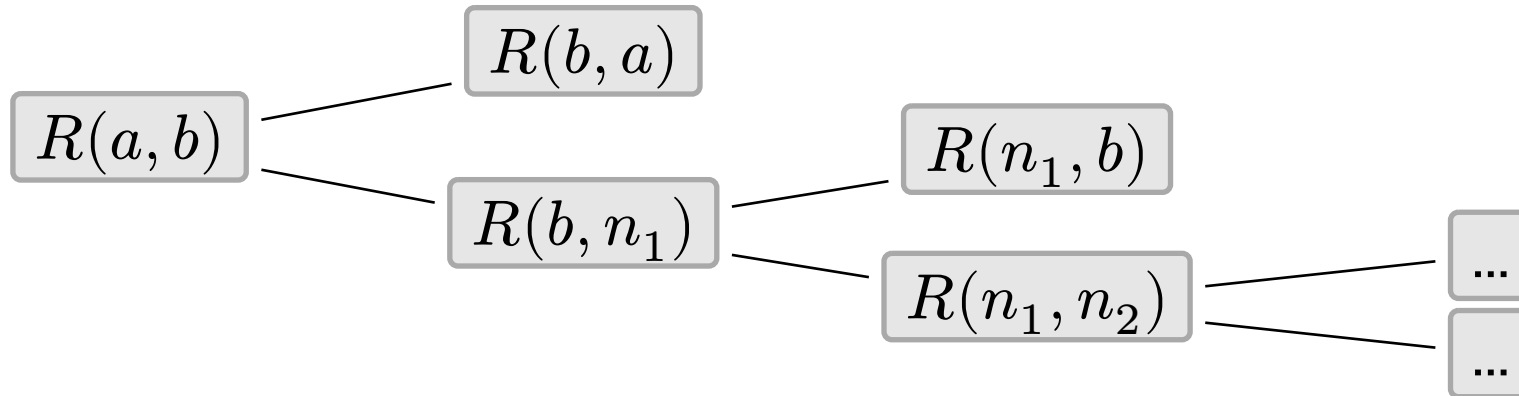 R(b, a)
R(a, b)
R(n₁, b)
R(b, n₁)
R(n₁, n₂)
...
...